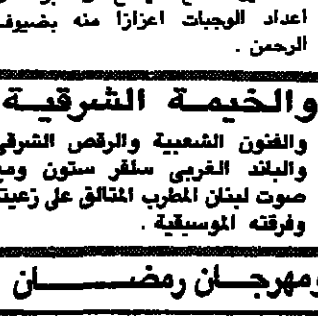 اعداد الوجبات اعزازا منه بضيوف
الرحمن .
والخيمة الشرقية
والفنون الشعبية والرقص الشرقي
والباند الغربى سلفر ستون ومع
صوت لبنان المطرب المتالق على زعيتر
وفرقته الموسيقية .
ومهرجان رمضان